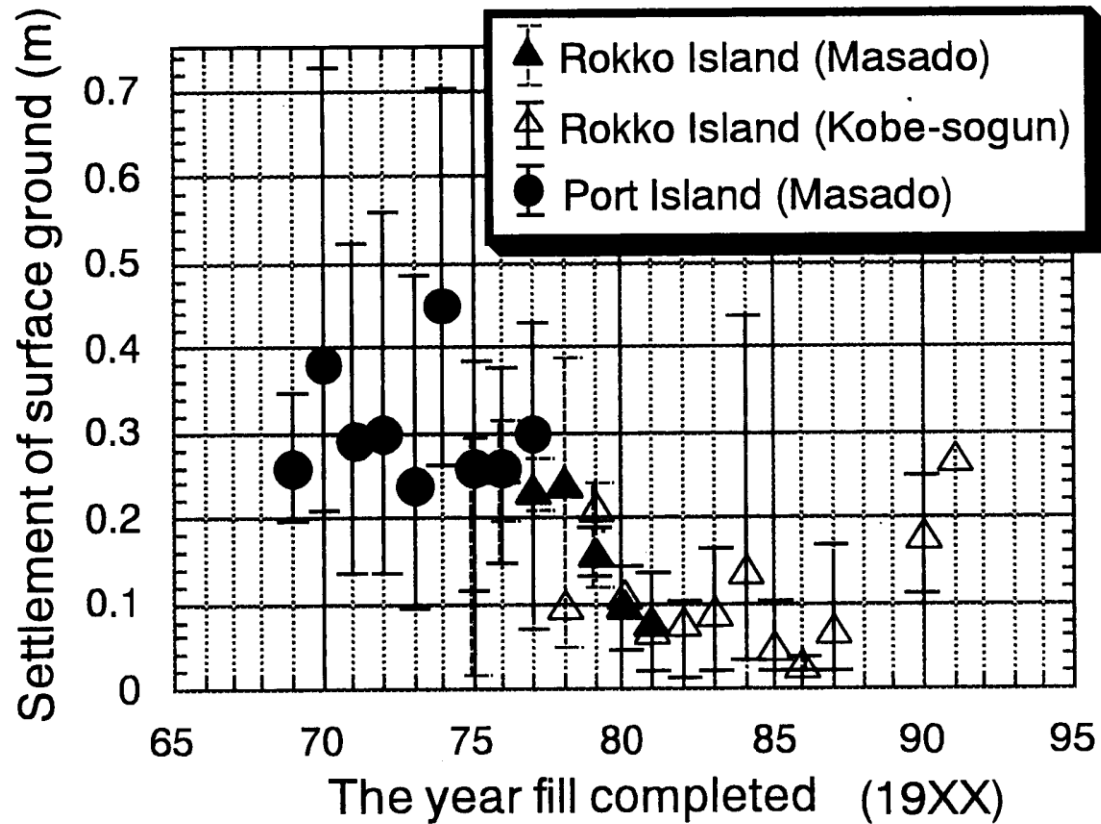 Settlement of surface ground (m)
Rokko Island (Masado)
Rokko Island (Kobe-sogun)
Port Island (Masado)
0.7
0.6
0.5
0.4
0.3
0.2
0.1
0
65 70 75 80 85 90 95
The year fill completed (19XX)